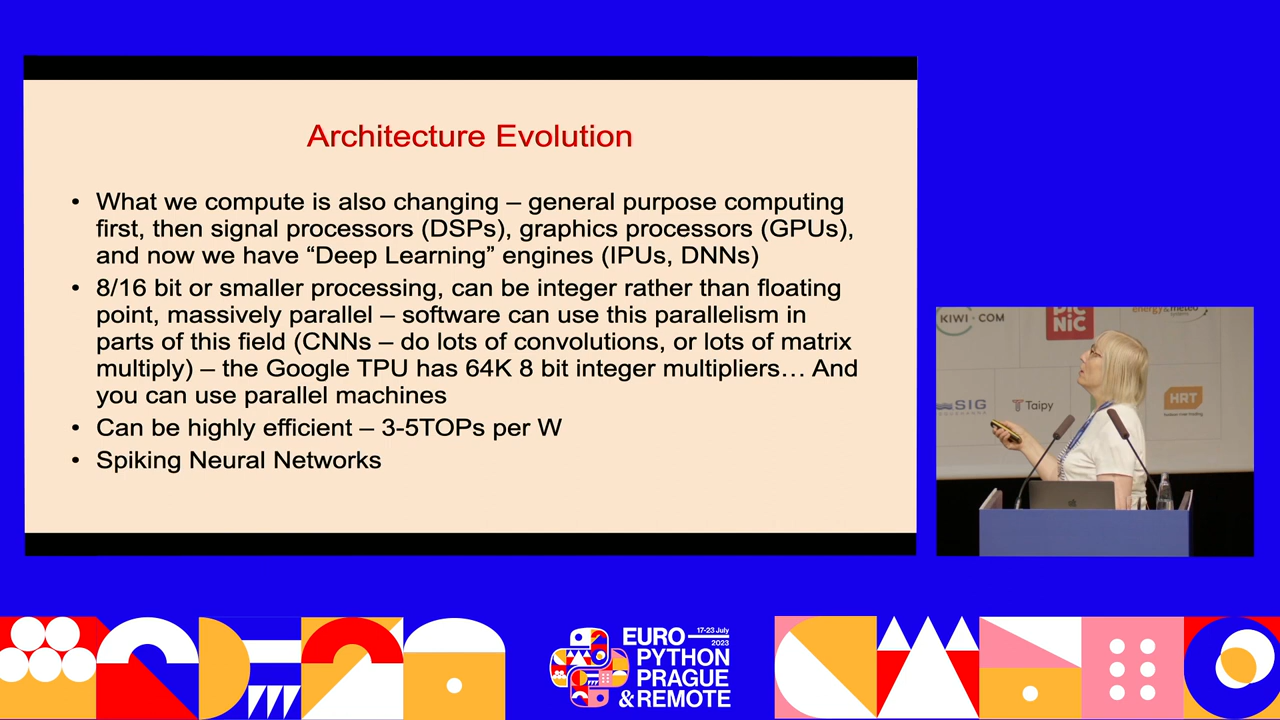 Architecture Evolution
• What we compute is also changing – general purpose computing
first, then signal processors (DSPs), graphics processors (GPUs),
and now we have “Deep Learning” engines (IPUs, DNNs)
• 8/16 bit or smaller processing, can be integer rather than floating
point, massively parallel – software can use this parallelism in
parts of this field (CNNs – do lots of convolutions, or lots of matrix
multiply) – the Google TPU has 64K 8 bit integer multipliers… And
you can use parallel machines
• Can be highly efficient – 3-5TOPs per W
• Spiking Neural Networks
KIWI.COM
PIC
NIC
energy & meteo
systems
SIG
Taipy
HRT
17-23 July
2023
EURO
PYTHON
PRAGUE
& REMOTE